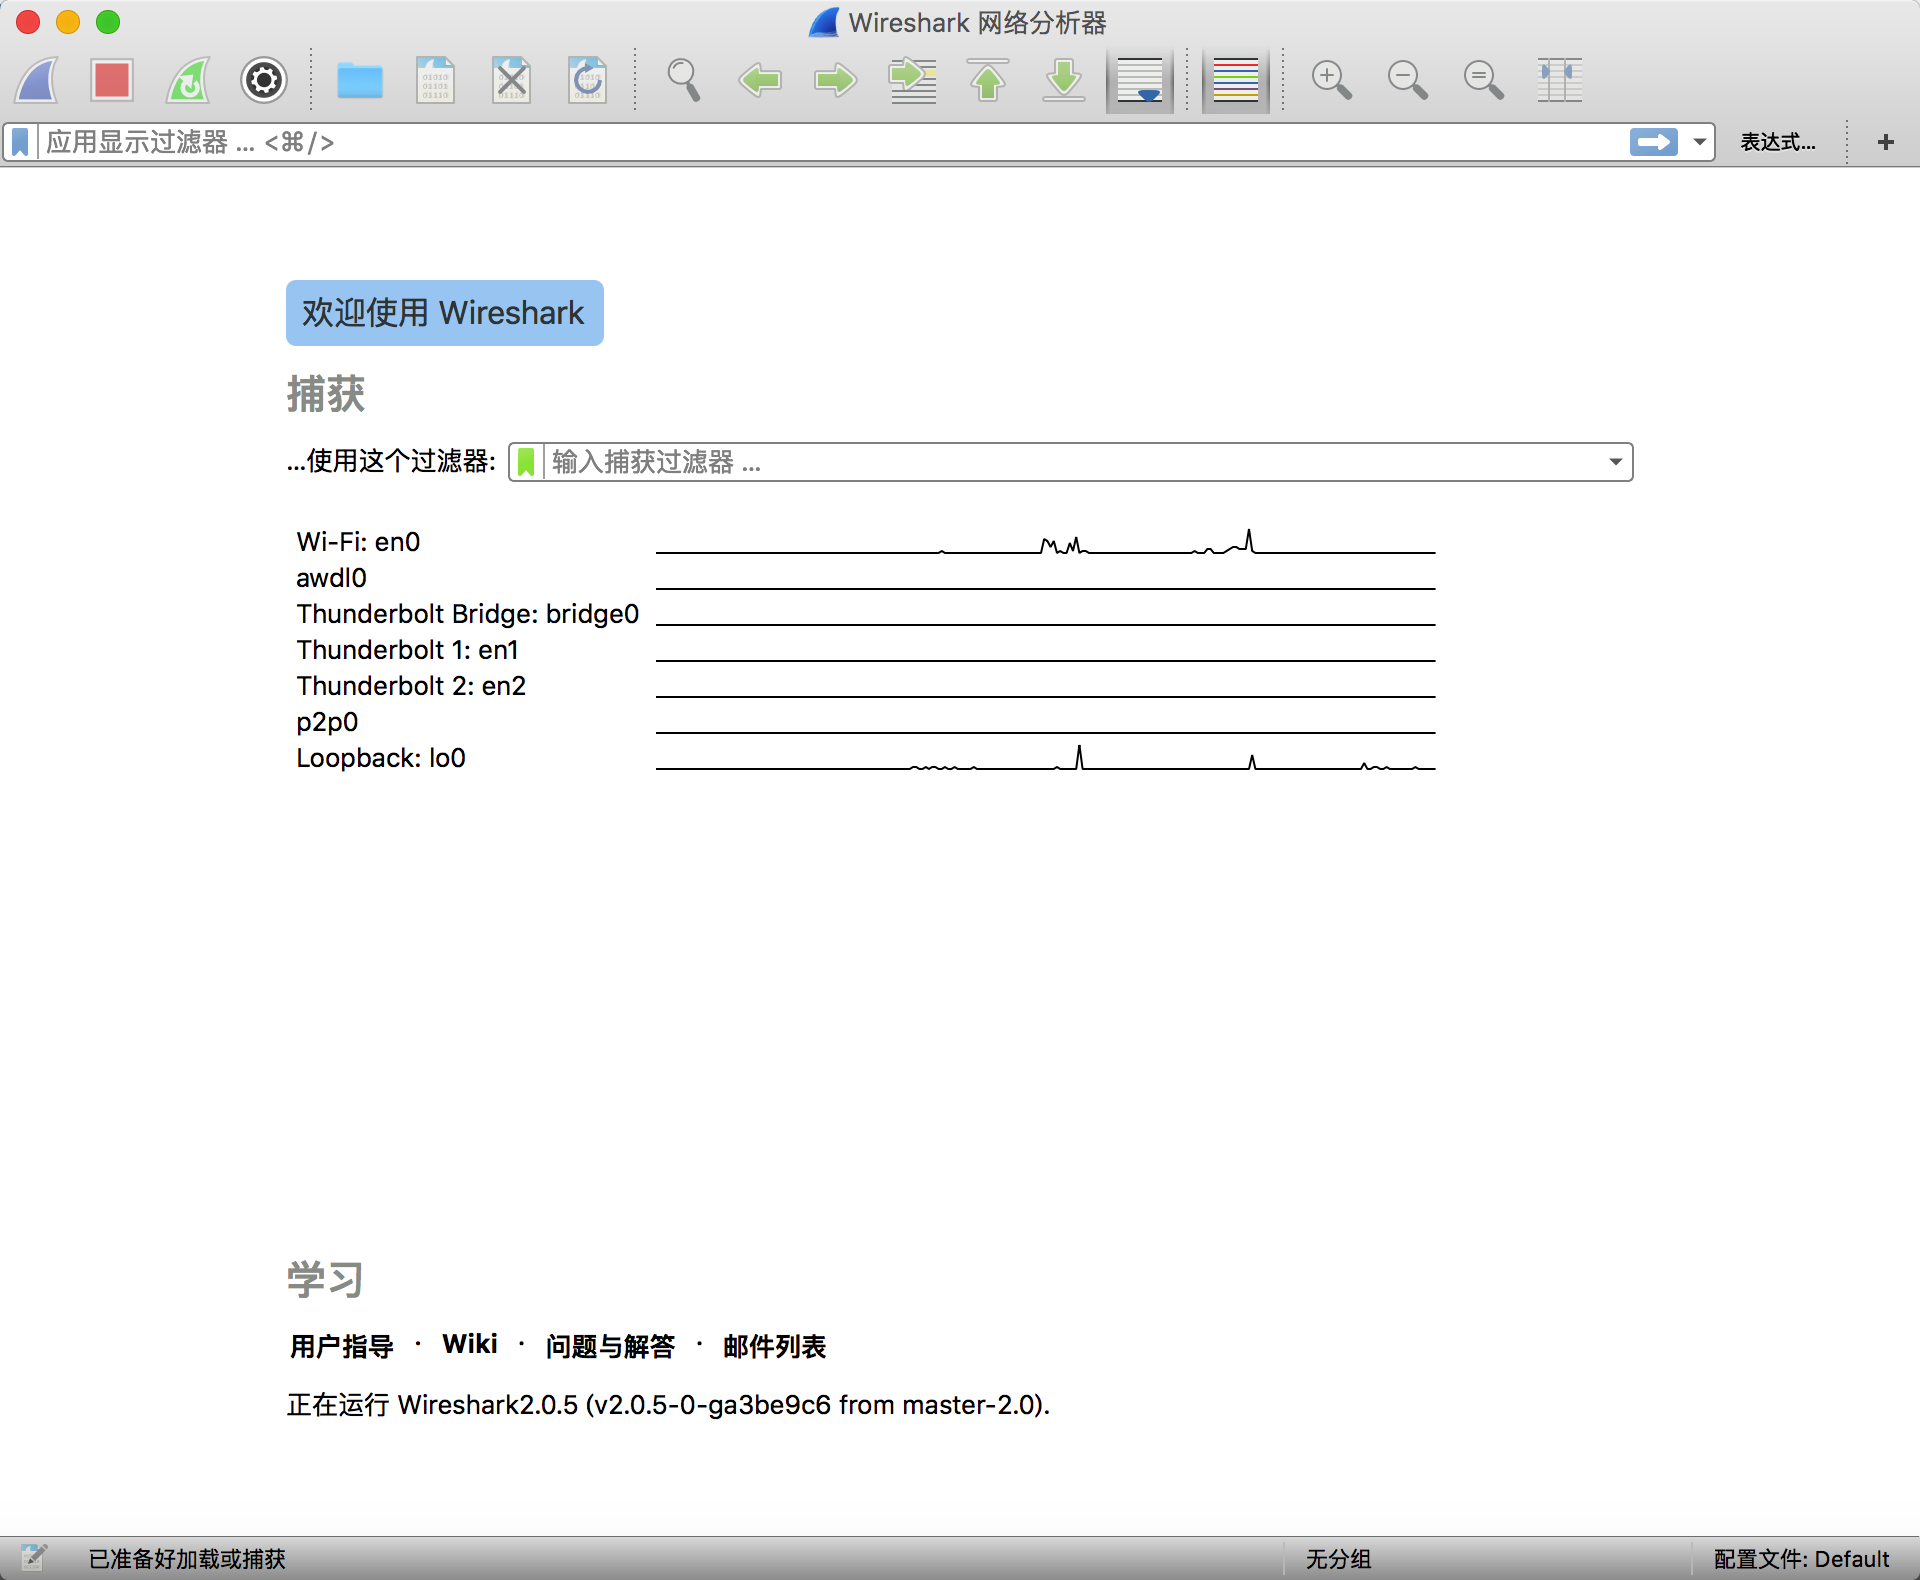 Wireshark 网络分析器
应用显示过滤器 ... <⌘/>
表达式...
欢迎使用 Wireshark
捕获
...使用这个过滤器:
输入捕获过滤器 ...
Wi-Fi: en0
awdl0
Thunderbolt Bridge: bridge0
Thunderbolt 1: en1
Thunderbolt 2: en2
p2p0
Loopback: lo0
学习
用户指导 · Wiki · 问题与解答 · 邮件列表
正在运行 Wireshark2.0.5 (v2.0.5-0-ga3be9c6 from master-2.0).
已准备好加载或捕获
无分组
配置文件: Default